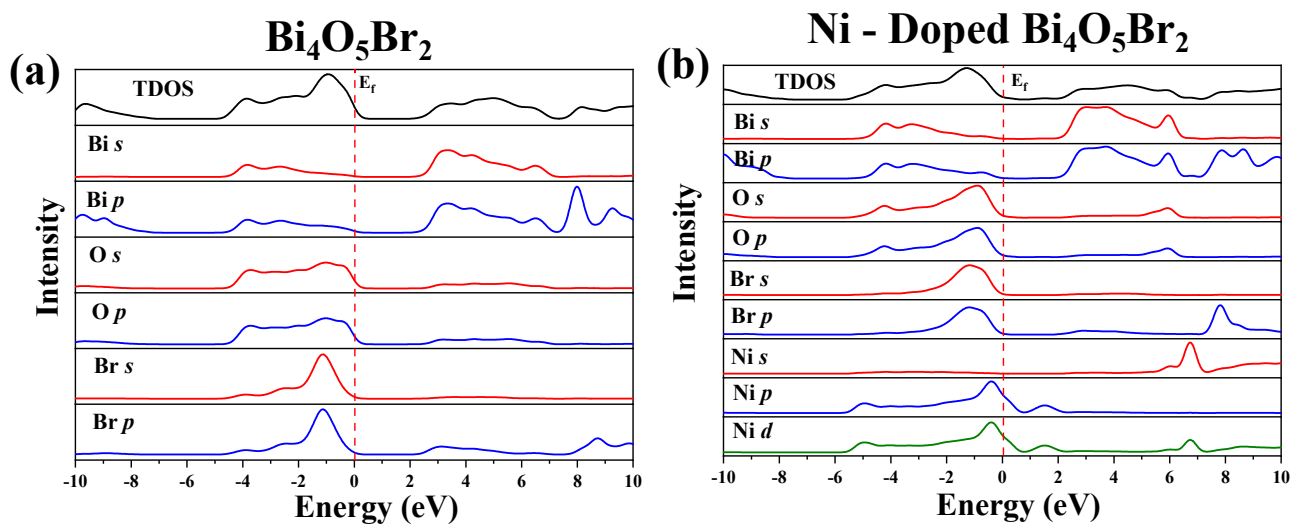 Bi4O5Br2
(a)
TDOS
Ef
Bi s
Bi p
O s
O p
Br s
Br p
Intensity
-10 -8 -6 -4 -2 0 2 4 6 8 10
Energy (eV)
Ni - Doped Bi4O5Br2
(b)
TDOS
Ef
Bi s
Bi p
O s
O p
Br s
Br p
Ni s
Ni p
Ni d
Intensity
-10 -8 -6 -4 -2 0 2 4 6 8 10
Energy (eV)